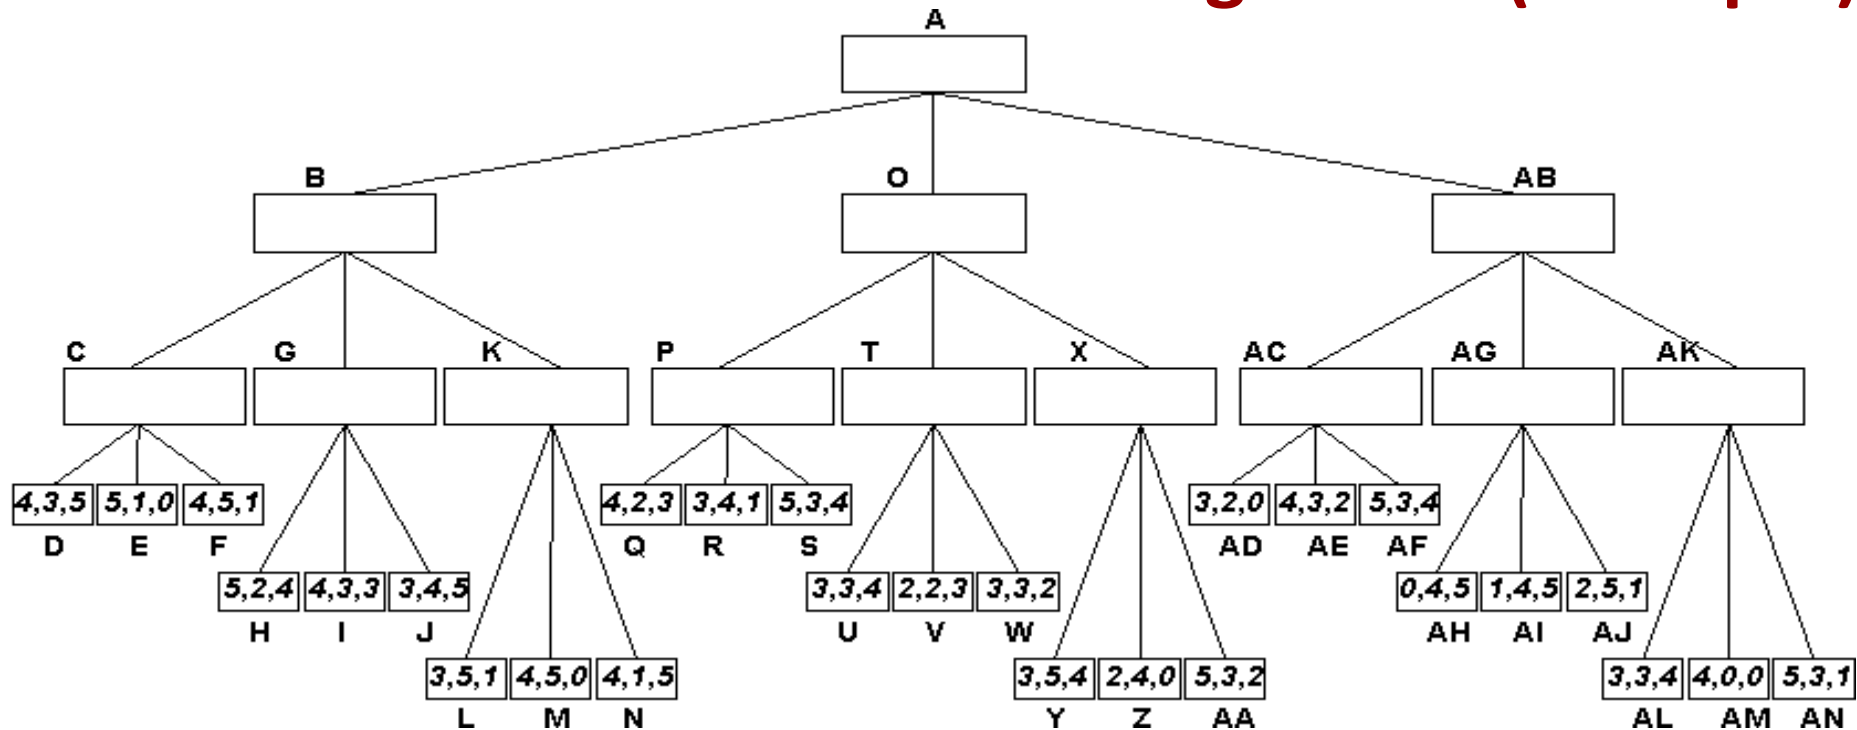 A
B O AB
C G K P T X AC AG AK
4,3,5 5,1,0 4,5,1 4,2,3 3,4,1 5,3,4 3,2,0 4,3,2 5,3,4
D E F Q R S AD AE AF
5,2,4 4,3,3 3,4,5 3,3,4 2,2,3 3,3,2 0,4,5 1,4,5 2,5,1
H I J U V W AH AI AJ
3,5,1 4,5,0 4,1,5 3,5,4 2,4,0 5,3,2 3,3,4 4,0,0 5,3,1
L M N Y Z AA AL AM AN